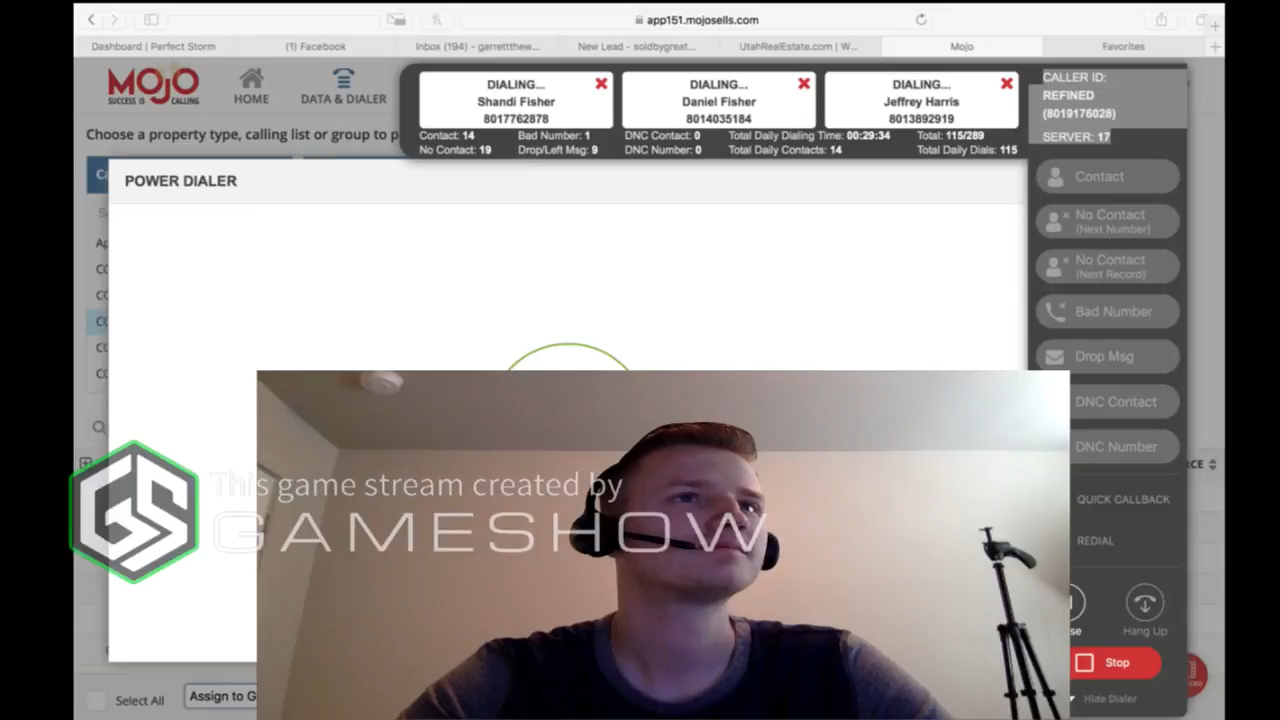 app151.mojosells.com
Dashboard | Perfect Storm
(1) Facebook
Inbox (194) - garrettthew...
New Lead - soldbygreat...
UtahRealEstate.com | W...
Mojo
Favorites
MOJO
SUCCESS IS CALLING
HOME
DATA & DIALER
DIALING...
Shandi Fisher
8017762878
DIALING...
Daniel Fisher
8014035184
DIALING...
Jeffrey Harris
8013892919
CALLER ID:
REFINED
(8019176028)
SERVER: 17
Contact: 14
Bad Number: 1
DNC Contact: 0
Total Daily Dialing Time: 00:29:34
Total: 115/289
No Contact: 19
Drop/Left Msg: 9
DNC Number: 0
Total Daily Contacts: 14
Total Daily Dials: 115
Choose a property type, calling list or group to p
POWER DIALER
Contact
No Contact
(Next Number)
No Contact
(Next Record)
Bad Number
Drop Msg
DNC Contact
DNC Number
RCE
QUICK CALLBACK
REDIAL
se
Hang Up
Stop
Hide Dialer
GS
This game stream created by
GAMESHOW
Select All
Assign to G